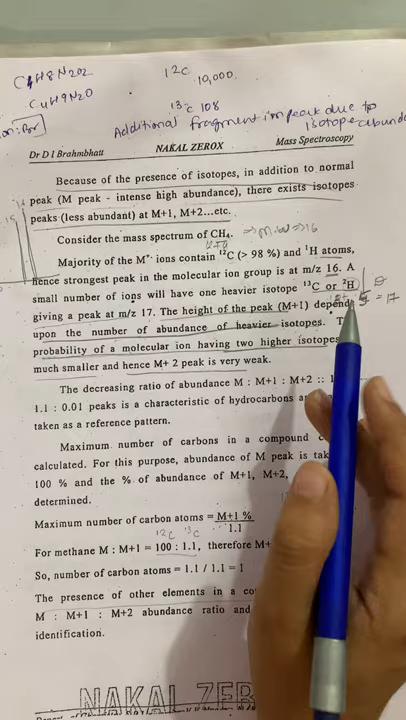 C4H8N2O2
12C
10,000
C4H9N2O
13C 108
Additional fragment ion peak due to
isotope abunda
Dr D I Brahmbhatt NAKAL ZEROX Mass Spectroscopy
Because of the presence of isotopes, in addition to normal
peak (M peak - intense high abundance), there exists isotopes
peaks (less abundant) at M+1, M+2...etc.
Consider the mass spectrum of CH4.
12+4
Majority of the M+· ions contain 12C (> 98 %) and 1H atoms,
hence strongest peak in the molecular ion group is at m/z 16. A
small number of ions will have one heavier isotope 13C or 2H
giving a peak at m/z 17. The height of the peak (M+1) depend
= 17
upon the number of abundance of heavier isotopes. T
probability of a molecular ion having two higher isotopes
much smaller and hence M+ 2 peak is very weak.
The decreasing ratio of abundance M : M+1 : M+2 :: 1
1.1 : 0.01 peaks is a characteristic of hydrocarbons a
taken as a reference pattern.
Maximum number of carbons in a compound c
calculated. For this purpose, abundance of M peak is tak
100 % and the % of abundance of M+1, M+2,
determined.
Maximum number of carbon atoms = M+1 %
1.1
12C 13C
For methane M : M+1 = 100 : 1.1, therefore M+
So, number of carbon atoms = 1.1 / 1.1 = 1
The presence of other elements in a co
M : M+1 : M+2 abundance ratio and
identification.
NAKAL ZER